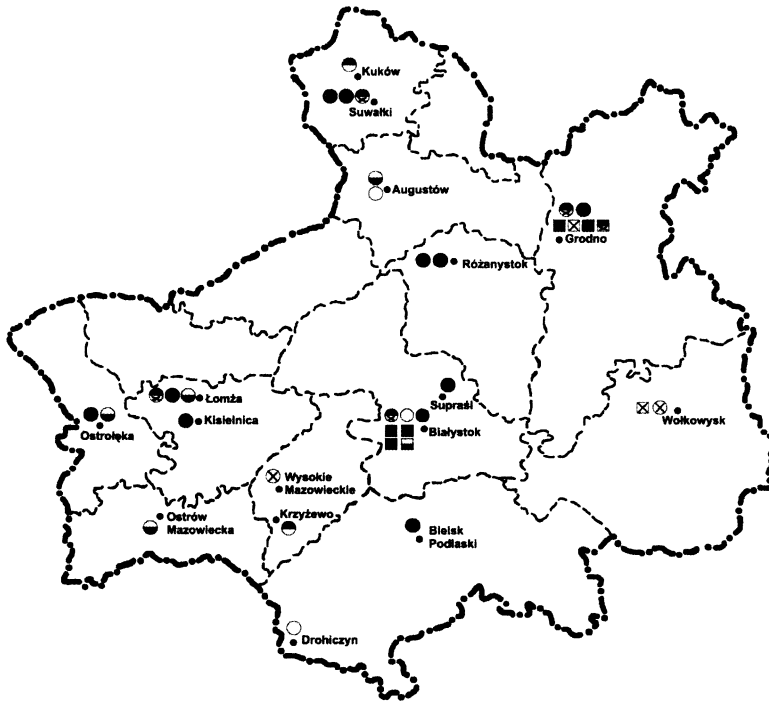 Kuków
Suwałki
Augustów
Grodno
Różanystok
Łomża
Kisielnica
Ostrołęka
Supraśl
Białystok
Wołkowysk
Wysokie
Mazowieckie
Krzyżewo
Ostrów
Mazowiecka
Bielsk
Podlaski
Drohiczyn